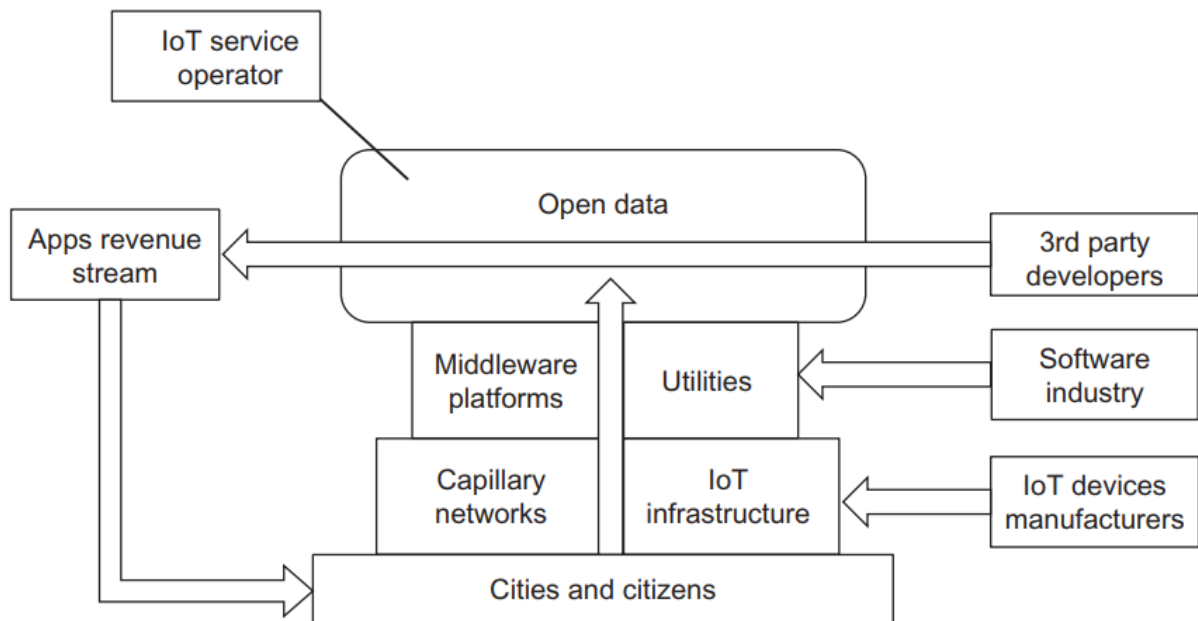 IoT service
operator
Open data
Apps revenue
stream
3rd party
developers
Middleware
platforms
Utilities
Software
industry
Capillary
networks
IoT
infrastructure
IoT devices
manufacturers
Cities and citizens